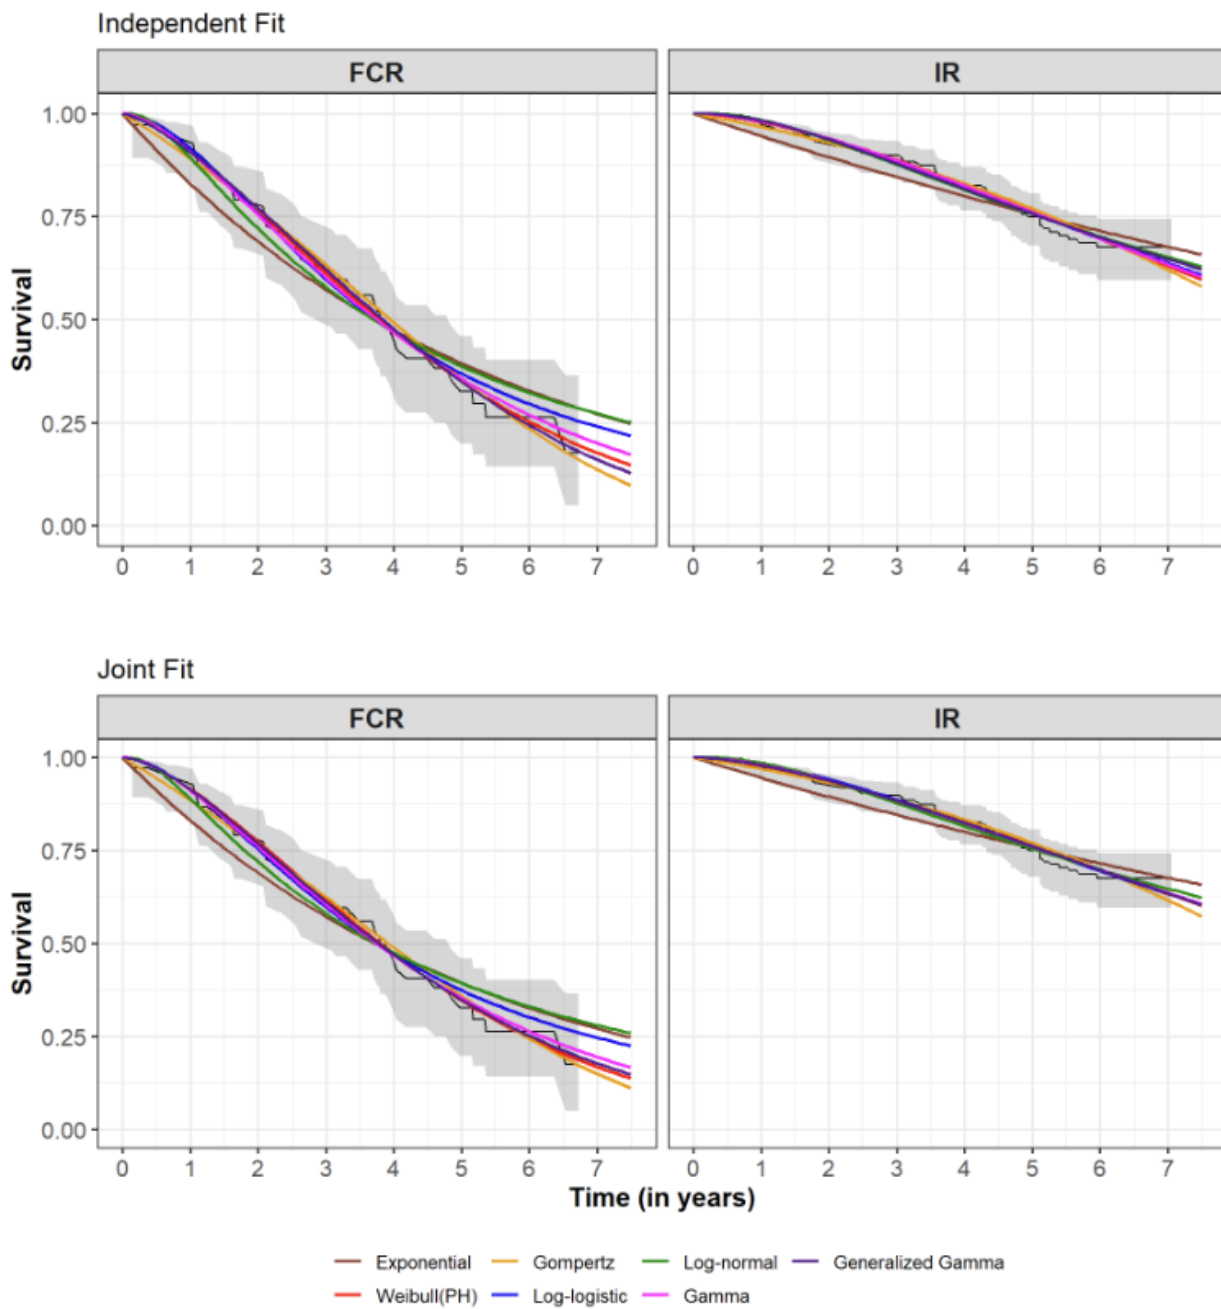 Independent Fit
FCR IR
1.00
0.75
0.50
0.25
0.00
Survival
0 1 2 3 4 5 6 7 0 1 2 3 4 5 6 7
Joint Fit
FCR IR
1.00
0.75
0.50
0.25
0.00
Survival
0 1 2 3 4 5 6 7 0 1 2 3 4 5 6 7
Time (in years)
Exponential Gompertz Log-normal Generalized Gamma
Weibull(PH) Log-logistic Gamma